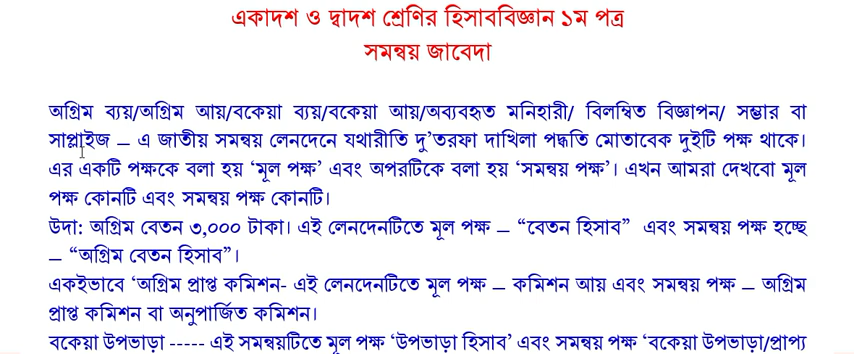 একাদশ ও দ্বাদশ শ্রেণির হিসাববিজ্ঞান ১ম পত্র
সমন্বয় জাবেদা
অগ্রিম ব্যয়/অগ্রিম আয়/বকেয়া ব্যয়/বকেয়া আয়/অব্যবহৃত মনিহারী/ বিলম্বিত বিজ্ঞাপন/ সম্ভার বা
সাপ্লাইজ – এ জাতীয় সমন্বয় লেনদেনে যথারীতি দু’তরফা দাখিলা পদ্ধতি মোতাবেক দুইটি পক্ষ থাকে।
এর একটি পক্ষকে বলা হয় ‘মূল পক্ষ’ এবং অপরটিকে বলা হয় ‘সমন্বয় পক্ষ’। এখন আমরা দেখবো মূল
পক্ষ কোনটি এবং সমন্বয় পক্ষ কোনটি।
উদা: অগ্রিম বেতন ৩,০০০ টাকা। এই লেনদেনটিতে মূল পক্ষ – “বেতন হিসাব” এবং সমন্বয় পক্ষ হচ্ছে
– “অগ্রিম বেতন হিসাব”।
একইভাবে ‘অগ্রিম প্রাপ্ত কমিশন- এই লেনদেনটিতে মূল পক্ষ – কমিশন আয় এবং সমন্বয় পক্ষ – অগ্রিম
প্রাপ্ত কমিশন বা অনুপার্জিত কমিশন।
বকেয়া উপভাড়া ----- এই সমন্বয়টিতে মূল পক্ষ ‘উপভাড়া হিসাব’ এবং সমন্বয় পক্ষ ‘বকেয়া উপভাড়া/প্রাপ্য